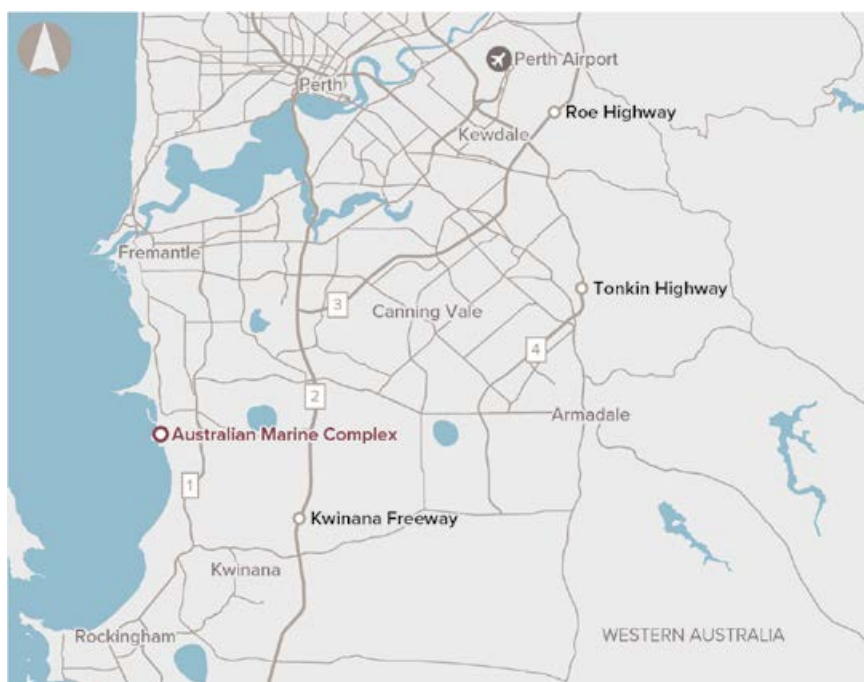 Perth Airport
Perth
Roe Highway
Kewdale
Fremantle
Tonkin Highway
3
Canning Vale
4
2
Armadale
Australian Marine Complex
1
Kwinana Freeway
Kwinana
Rockingham
WESTERN AUSTRALIA